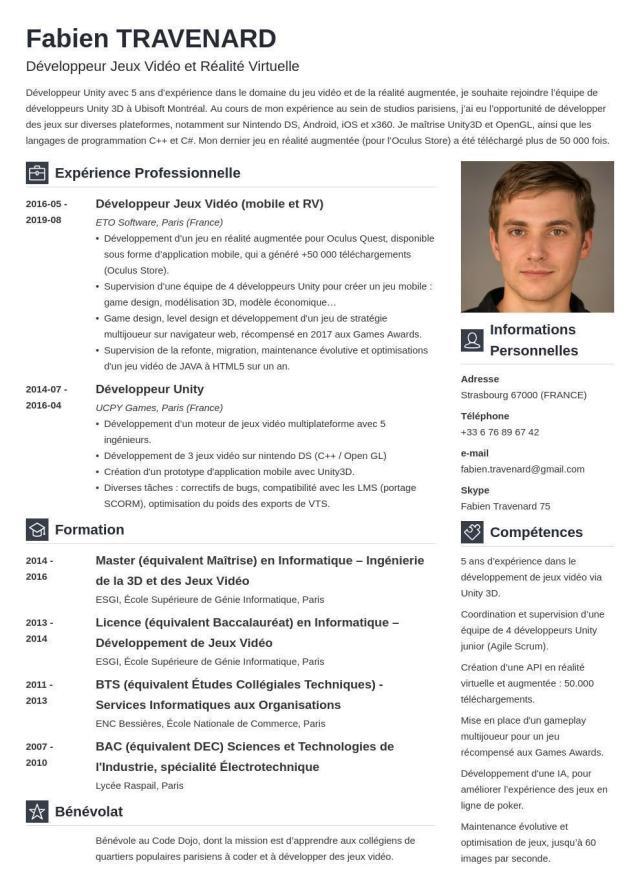 Fabien TRAVENARD
Développeur Jeux Vidéo et Réalité Virtuelle
Développeur Unity avec 5 ans d'expérience dans le domaine du jeu vidéo et de la réalité augmentée, je souhaite rejoindre l'équipe de
développeurs Unity 3D à Ubisoft Montréal. Au cours de mon expérience au sein de studios parisiens, j'ai eu l'opportunité de développer
des jeux sur diverses plateformes, notamment sur Nintendo DS, Android, iOS et x360. Je maîtrise Unity3D et OpenGL, ainsi que les
langages de programmation C++ et C#. Mon dernier jeu en réalité augmentée (pour l'Oculus Store) a été téléchargé plus de 50 000 fois.
Expérience Professionnelle
2016-05 -
2019-08
Développeur Jeux Vidéo (mobile et RV)
ETO Software, Paris (France)
• Développement d'un jeu en réalité augmentée pour Oculus Quest, disponible
sous forme d'application mobile, qui a généré +50 000 téléchargements
(Oculus Store).
• Supervision d'une équipe de 4 développeurs Unity pour créer un jeu mobile :
game design, modélisation 3D, modèle économique…
• Game design, level design et développement d'un jeu de stratégie
multijoueur sur navigateur web, récompensé en 2017 aux Games Awards.
• Supervision de la refonte, migration, maintenance évolutive et optimisations
d'un jeu vidéo de JAVA à HTML5 sur un an.
2014-07 -
2016-04
Développeur Unity
UCPY Games, Paris (France)
• Développement d'un moteur de jeux vidéo multiplateforme avec 5
ingénieurs.
• Développement de 3 jeux vidéo sur nintendo DS (C++ / Open GL)
• Création d'un prototype d'application mobile avec Unity3D.
• Diverses tâches : correctifs de bugs, compatibilité avec les LMS (portage
SCORM), optimisation du poids des exports de VTS.
Formation
2014 -
2016
Master (équivalent Maîtrise) en Informatique – Ingénierie
de la 3D et des Jeux Vidéo
ESGI, École Supérieure de Génie Informatique, Paris
2013 -
2014
Licence (équivalent Baccalauréat) en Informatique –
Développement de Jeux Vidéo
ESGI, École Supérieure de Génie Informatique, Paris
2011 -
2013
BTS (équivalent Études Collégiales Techniques) -
Services Informatiques aux Organisations
ENC Bessières, École Nationale de Commerce, Paris
2007 -
2010
BAC (équivalent DEC) Sciences et Technologies de
l'Industrie, spécialité Électrotechnique
Lycée Raspail, Paris
Bénévolat
Bénévole au Code Dojo, dont la mission est d'apprendre aux collégiens de
quartiers populaires parisiens à coder et à développer des jeux vidéo.
Informations
Personnelles
Adresse
Strasbourg 67000 (FRANCE)
Téléphone
+33 6 76 89 67 42
e-mail
fabien.travenard@gmail.com
Skype
Fabien Travenard 75
Compétences
5 ans d'expérience dans le
développement de jeux vidéo via
Unity 3D.
Coordination et supervision d'une
équipe de 4 développeurs Unity
junior (Agile Scrum).
Création d'une API en réalité
virtuelle et augmentée : 50.000
téléchargements.
Mise en place d'un gameplay
multijoueur pour un jeu
récompensé aux Games Awards.
Développement d'une IA, pour
améliorer l'expérience des jeux en
ligne de poker.
Maintenance évolutive et
optimisation de jeux, jusqu'à 60
images par seconde.